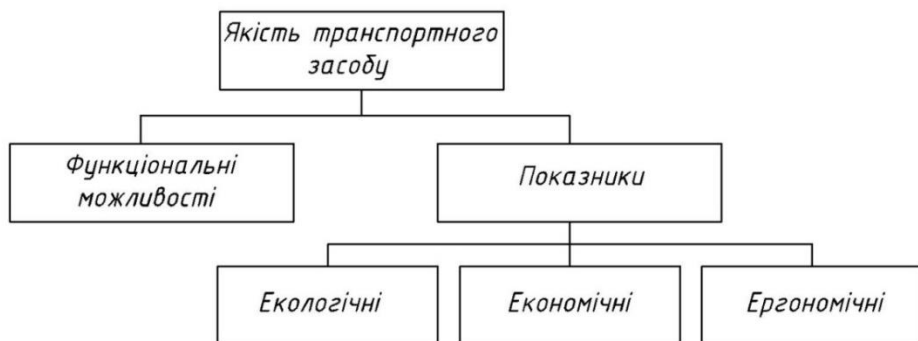 Якість транспортного
засобу
Функціональні
можливості
Показники
Екологічні
Економічні
Ергономічні